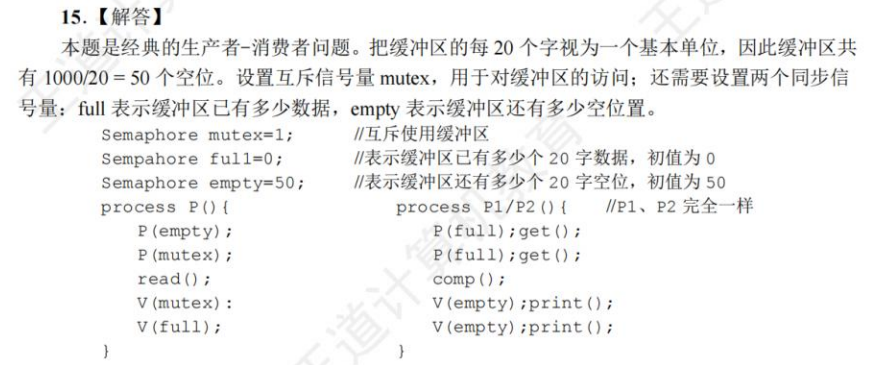 15.【解答】
本题是经典的生产者-消费者问题。把缓冲区的每 20 个字视为一个基本单位，因此缓冲区共
有 1000/20 = 50 个空位。设置互斥信号量 mutex，用于对缓冲区的访问；还需要设置两个同步信
号量：full 表示缓冲区已有多少数据，empty 表示缓冲区还有多少空位置。
Semaphore mutex=1; //互斥使用缓冲区
Sempahore full=0; //表示缓冲区已有多少个 20 字数据，初值为 0
Semaphore empty=50; //表示缓冲区还有多少个 20 字空位，初值为 50
process P(){ process P1/P2(){ //P1、P2 完全一样
P(empty); P(full);get();
P(mutex); P(full);get();
read(); comp();
V(mutex): V(empty);print();
V(full); V(empty);print();
} }
王道计算机教育